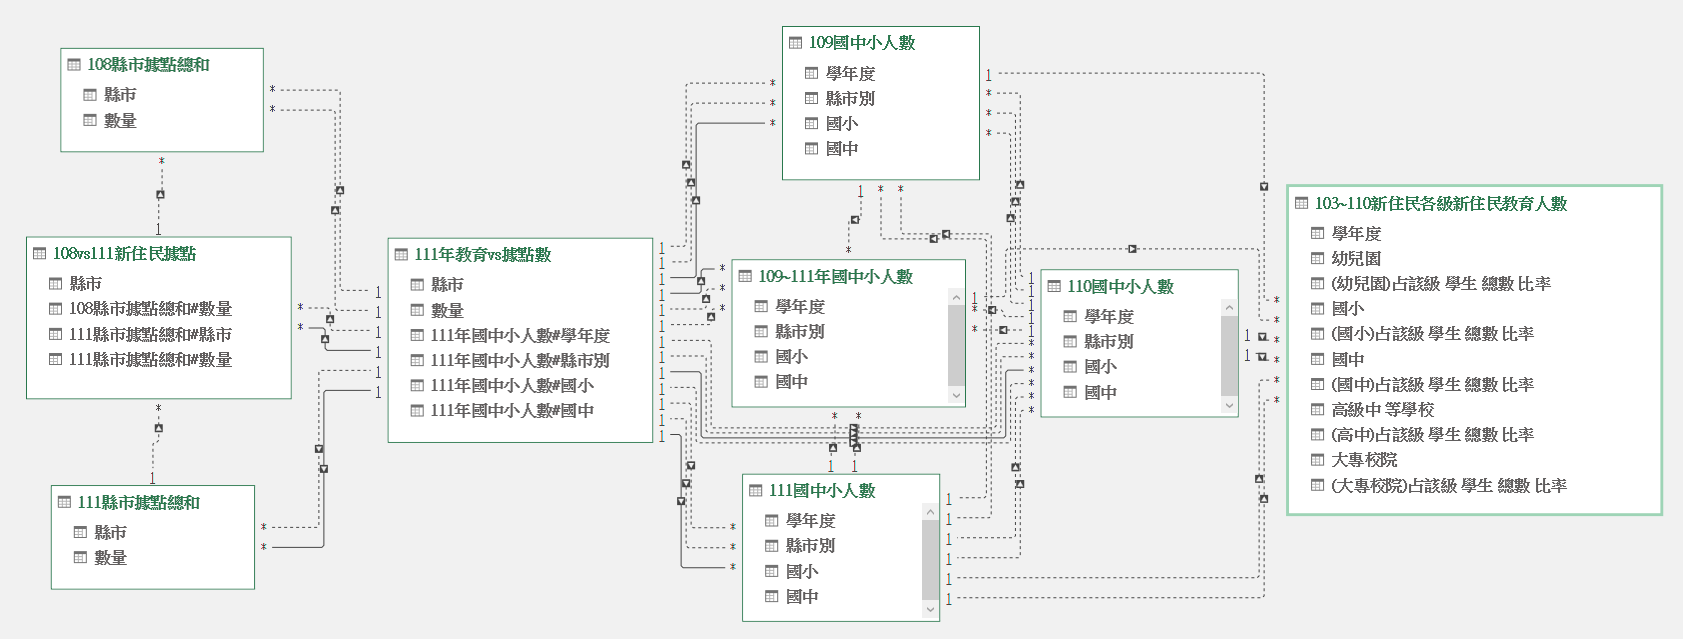 108縣市據點總和
縣市
數量
108vs111新住民據點
縣市
108縣市據點總和#數量
111縣市據點總和#縣市
111縣市據點總和#數量
111縣市據點總和
縣市
數量
111年教育vs據點數
縣市
數量
111年國中小人數#學年度
111年國中小人數#縣市別
111年國中小人數#國小
111年國中小人數#國中
109國中小人數
學年度
縣市別
國小
國中
109~111年國中小人數
學年度
縣市別
國小
國中
111國中小人數
學年度
縣市別
國小
國中
110國中小人數
學年度
縣市別
國小
國中
103~110新住民各級新住民教育人數
學年度
幼兒園
(幼兒園)占該級 學生 總數 比率
國小
(國小)占該級 學生 總數 比率
國中
(國中)占該級 學生 總數 比率
高級中 等學校
(高中)占該級 學生 總數 比率
大專校院
(大專校院)占該級 學生 總數 比率